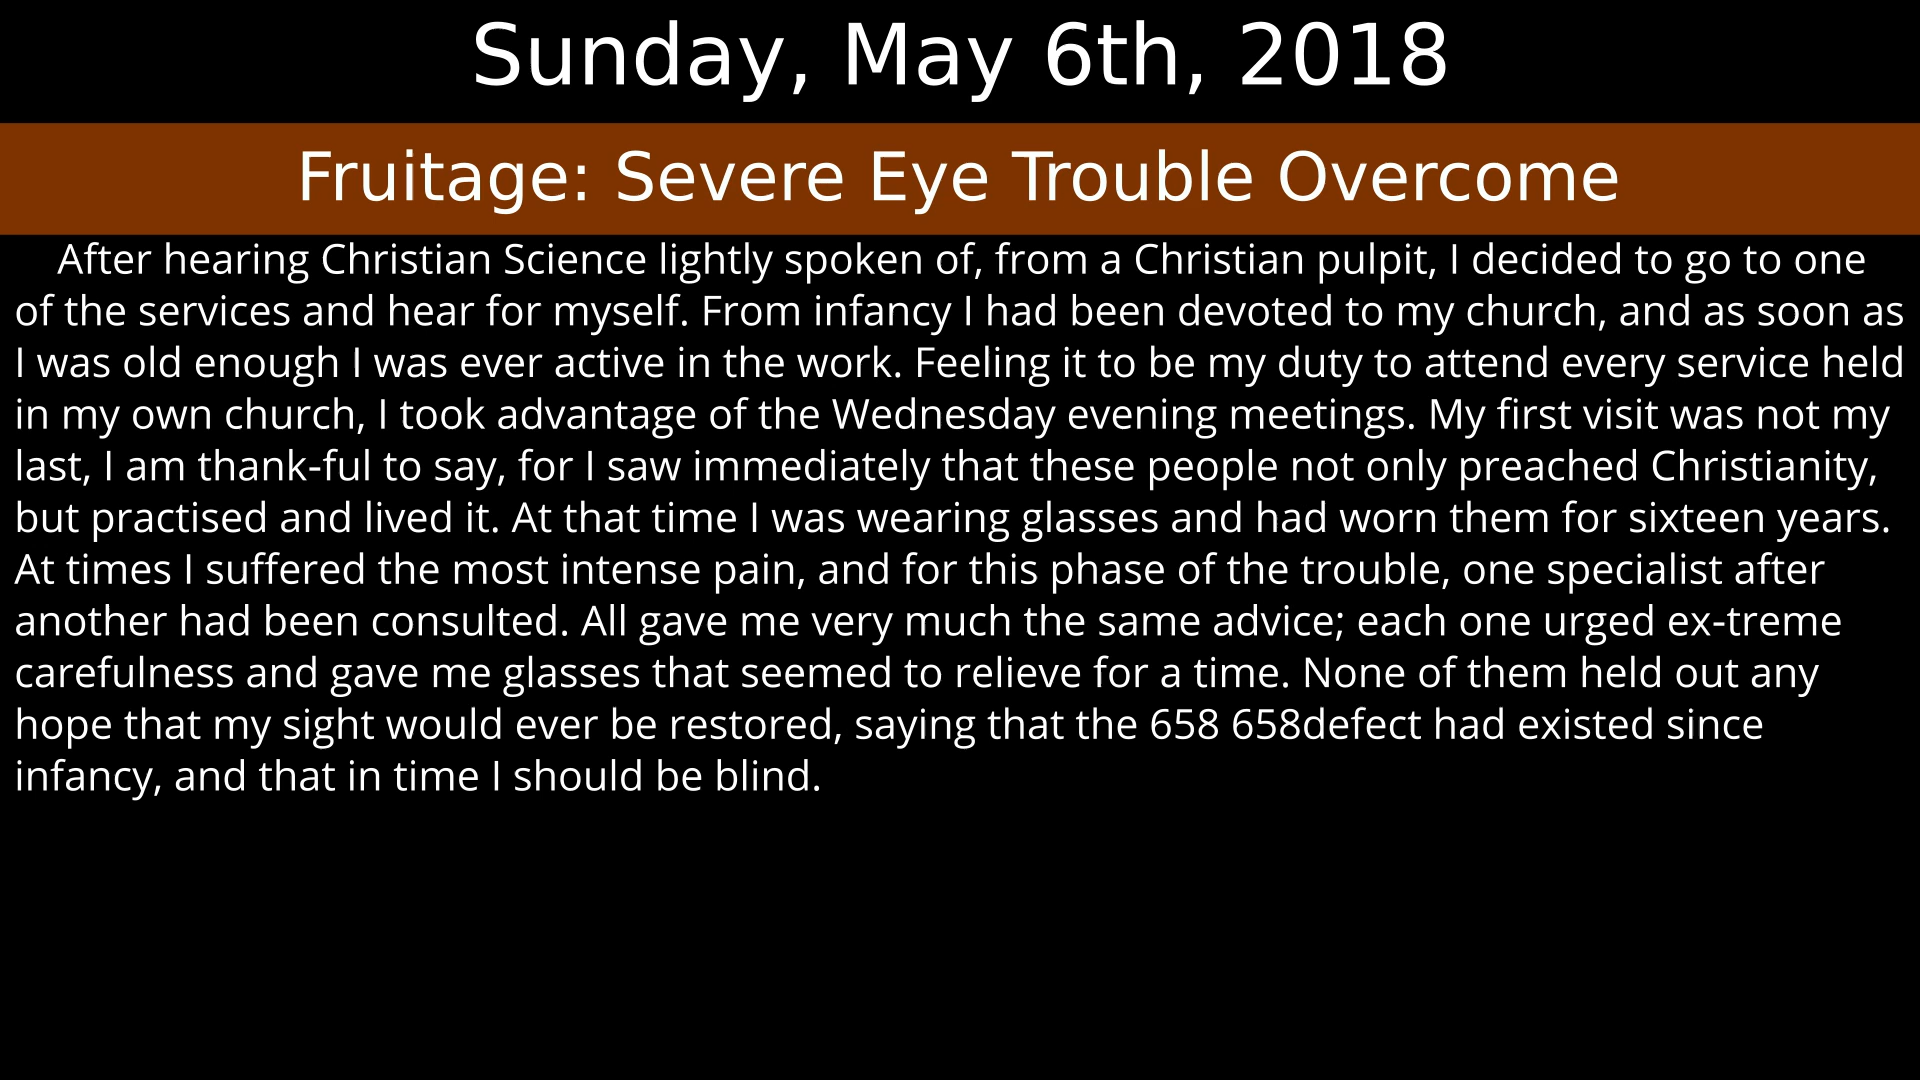 Sunday, May 6th, 2018
Fruitage: Severe Eye Trouble Overcome
After hearing Christian Science lightly spoken of, from a Christian pulpit, I decided to go to one
of the services and hear for myself. From infancy I had been devoted to my church, and as soon as
I was old enough I was ever active in the work. Feeling it to be my duty to attend every service held
in my own church, I took advantage of the Wednesday evening meetings. My first visit was not my
last, I am thank-ful to say, for I saw immediately that these people not only preached Christianity,
but practised and lived it. At that time I was wearing glasses and had worn them for sixteen years.
At times I suffered the most intense pain, and for this phase of the trouble, one specialist after
another had been consulted. All gave me very much the same advice; each one urged ex-treme
carefulness and gave me glasses that seemed to relieve for a time. None of them held out any
hope that my sight would ever be restored, saying that the 658 658defect had existed since
infancy, and that in time I should be blind.